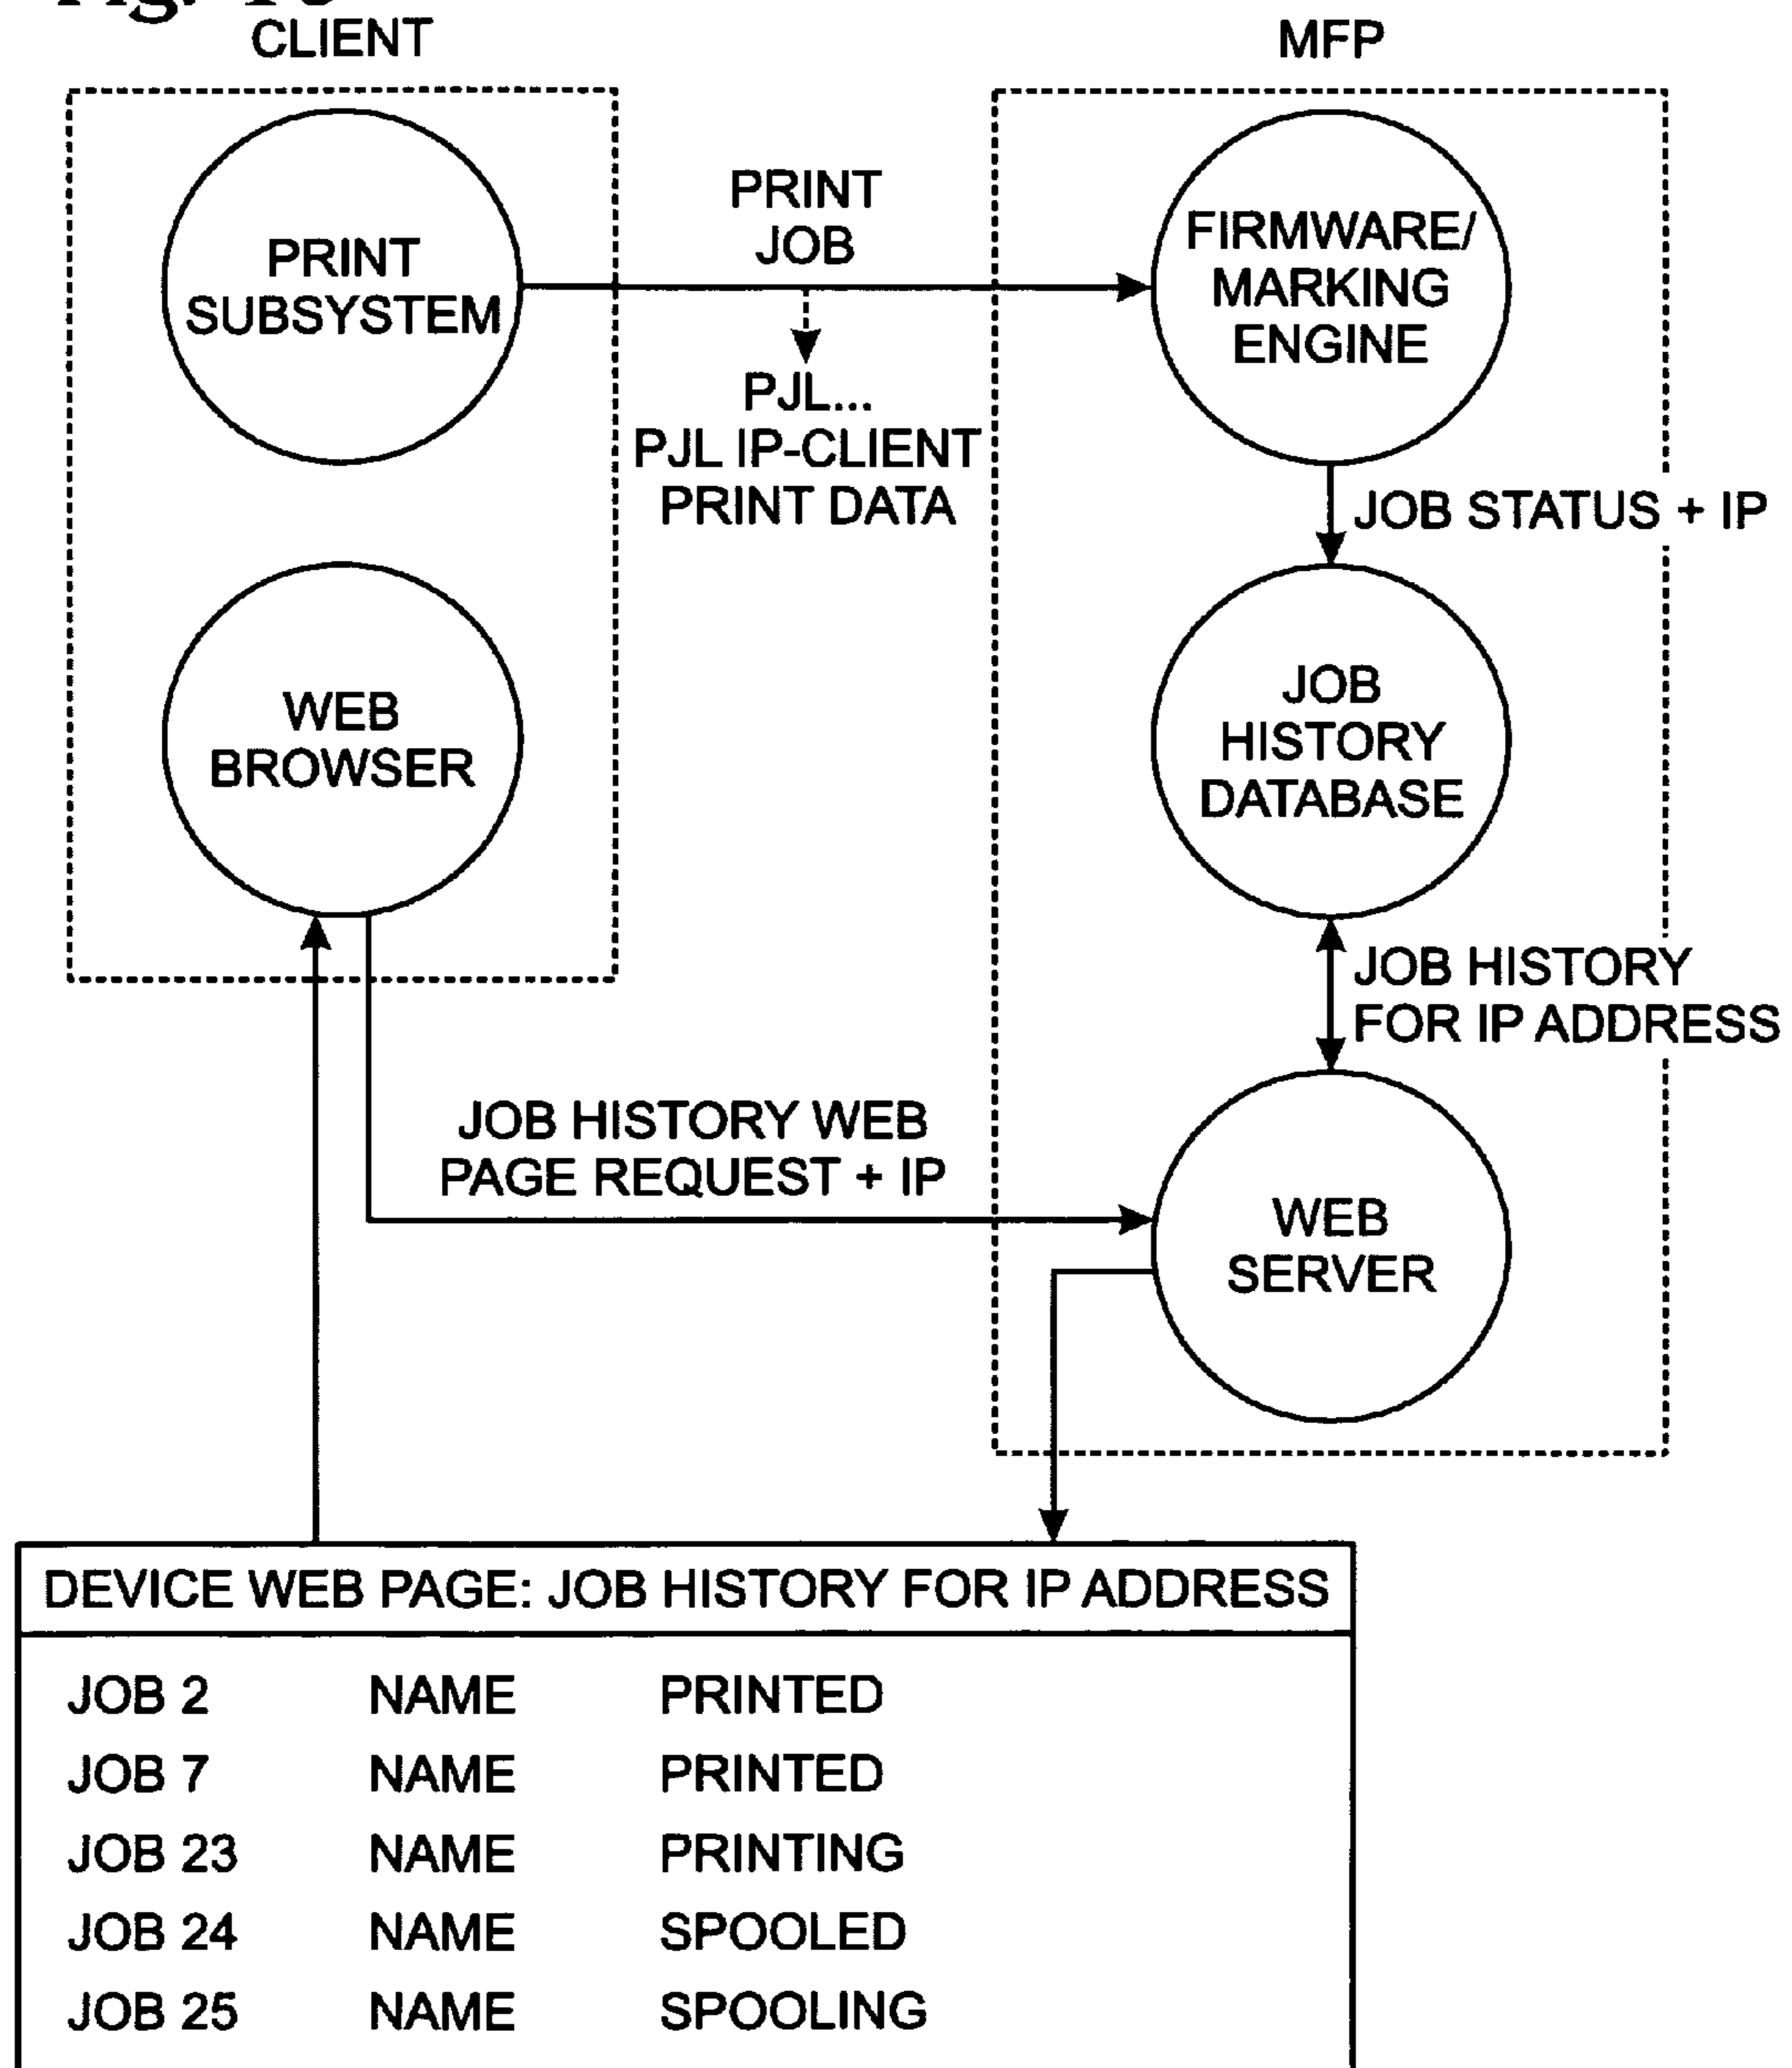 CLIENT
MFP
PRINT
SUBSYSTEM
PRINT
JOB
FIRMWARE/
MARKING
ENGINE
PJL...
PJL IP-CLIENT
PRINT DATA
JOB STATUS + IP
WEB
BROWSER
JOB
HISTORY
DATABASE
JOB HISTORY
FOR IP ADDRESS
JOB HISTORY WEB
PAGE REQUEST + IP
WEB
SERVER
DEVICE WEB PAGE: JOB HISTORY FOR IP ADDRESS
JOB 2 NAME PRINTED
JOB 7 NAME PRINTED
JOB 23 NAME PRINTING
JOB 24 NAME SPOOLED
JOB 25 NAME SPOOLING